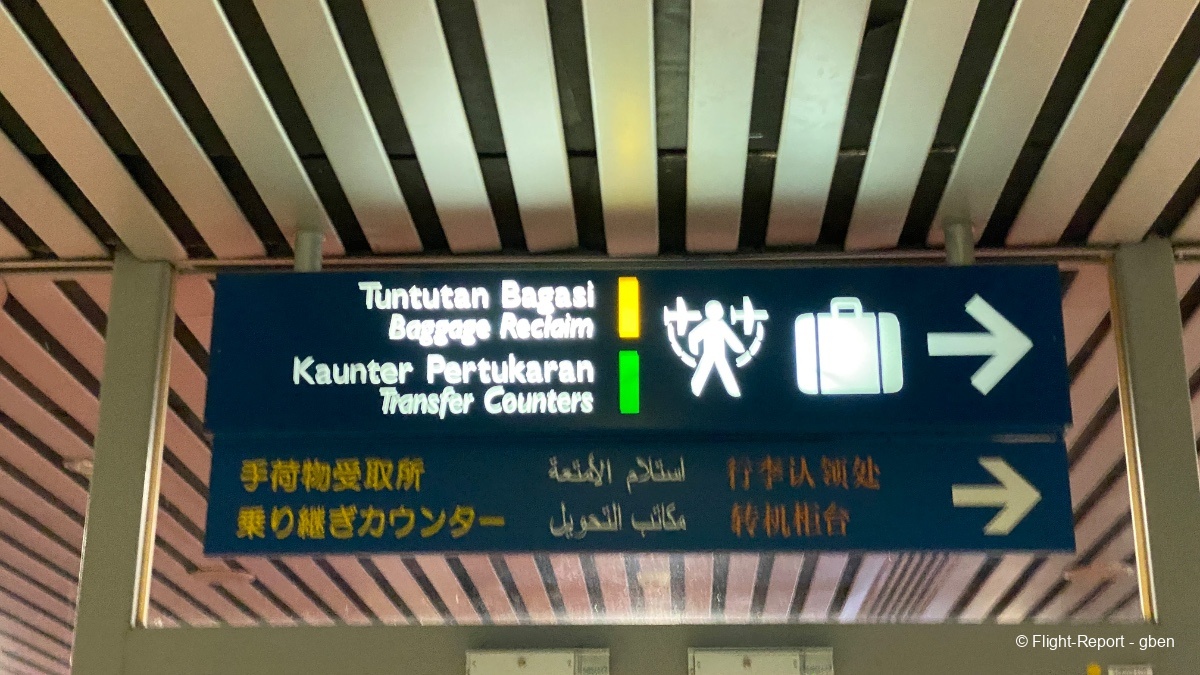 Tuntutan Bagasi
Baggage Reclaim
Kaunter Pertukaran
Transfer Counters
手荷物受取所 استلام الأمتعة 行李认领处
乗り継ぎカウンター مكاتب التحويل 转机柜台
© Flight-Report - gben